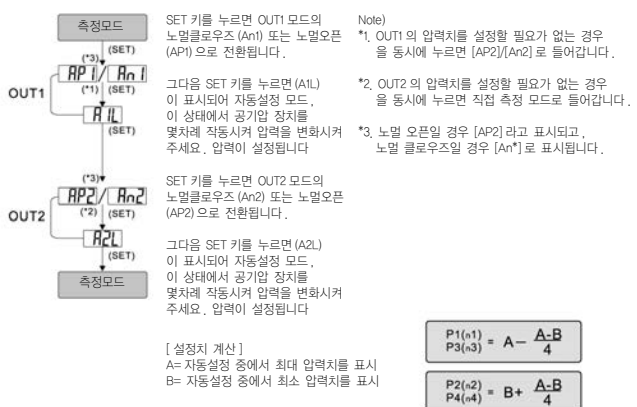 측정모드
(SET)
(*3)
AP1 / An1
OUT1
(*1) (SET)
A1L
(SET)
(*3)
AP2 / An2
OUT2
(*2) (SET)
A2L
(SET)
측정모드
SET 키를 누르면 OUT1 모드의
노멀클로우즈 (An1) 또는 노멀오픈
(AP1) 으로 전환됩니다.
그다음 SET 키를 누르면 (A1L)
이 표시되어 자동설정 모드.
이 상태에서 공기압 장치를
몇차례 작동시켜 압력을 변화시켜
주세요. 압력이 설정됩니다
SET 키를 누르면 OUT2 모드의
노멀클로우즈 (An2) 또는 노멀오픈
(AP2) 으로 전환됩니다.
그다음 SET 키를 누르면 (A2L)
이 표시되어 자동설정 모드.
이 상태에서 공기압 장치를
몇차례 작동시켜 압력을 변화시켜
주세요. 압력이 설정됩니다
[ 설정치 계산 ]
A= 자동설정 중에서 최대 압력치를 표시
B= 자동설정 중에서 최소 압력치를 표시
Note)
*1. OUT1 의 압력치를 설정할 필요가 없는 경우
을 동시에 누르면 [AP2]/[An2] 로 들어갑니다.
*2. OUT2 의 압력치를 설정할 필요가 없는 경우
을 동시에 누르면 직접 측정 모드로 들어갑니다.
*3. 노멀 오픈일 경우 [AP2] 라고 표시되고,
노멀 클로우즈일 경우 [An*] 로 표시됩니다.
P1(n1)
P3(n3) = A− A-B
4
P2(n2)
P4(n4) = B+ A-B
4